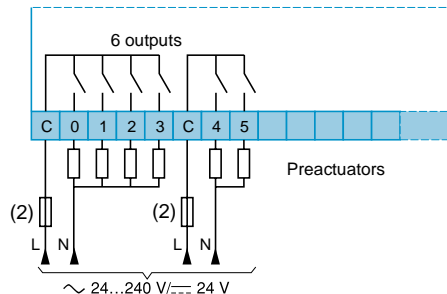 6 outputs
C 0 1 2 3 C 4 5
Preactuators
(2) (2)
L N L N
∼ 24...240 V/⎓ 24 V